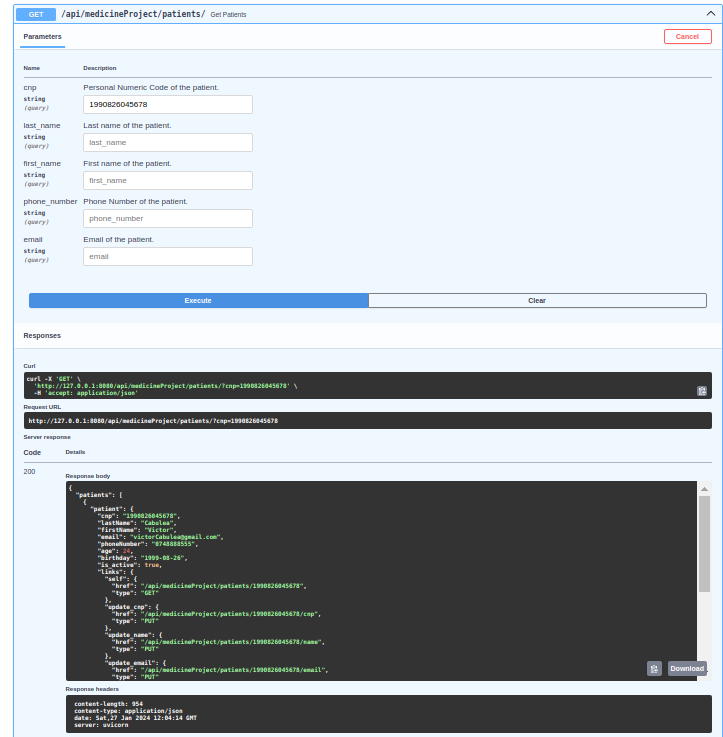 GET /api/medicineProject/patients/ Get Patients
Parameters
Cancel
Name Description
cnp Personal Numeric Code of the patient.
string
(query)
1990826045678
last_name Last name of the patient.
string
(query)
last_name
first_name First name of the patient.
string
(query)
first_name
phone_number Phone Number of the patient.
string
(query)
phone_number
email Email of the patient.
string
(query)
email
Execute
Clear
Responses
Curl
curl -X 'GET' \
'http://127.0.0.1:8080/api/medicineProject/patients/?cnp=1990826045678' \
-H 'accept: application/json'
Request URL
http://127.0.0.1:8080/api/medicineProject/patients/?cnp=1990826045678
Server response
Code Details
200
Response body
{
"patients": [
{
"patient": {
"cnp": "1990826045678",
"lastName": "Cabulea",
"firstName": "Victor",
"email": "victorCabulea@gmail.com",
"phoneNumber": "0748888555",
"age": 24,
"birthday": "1999-08-26",
"is_active": true,
"links": {
"self": {
"href": "/api/medicineProject/patients/1990826045678",
"type": "GET"
},
"update_cnp": {
"href": "/api/medicineProject/patients/1990826045678/cnp",
"type": "PUT"
},
"update_name": {
"href": "/api/medicineProject/patients/1990826045678/name",
"type": "PUT"
},
"update_email": {
"href": "/api/medicineProject/patients/1990826045678/email",
"type": "PUT"
Download
Response headers
content-length: 954
content-type: application/json
date: Sat,27 Jan 2024 12:04:14 GMT
server: uvicorn